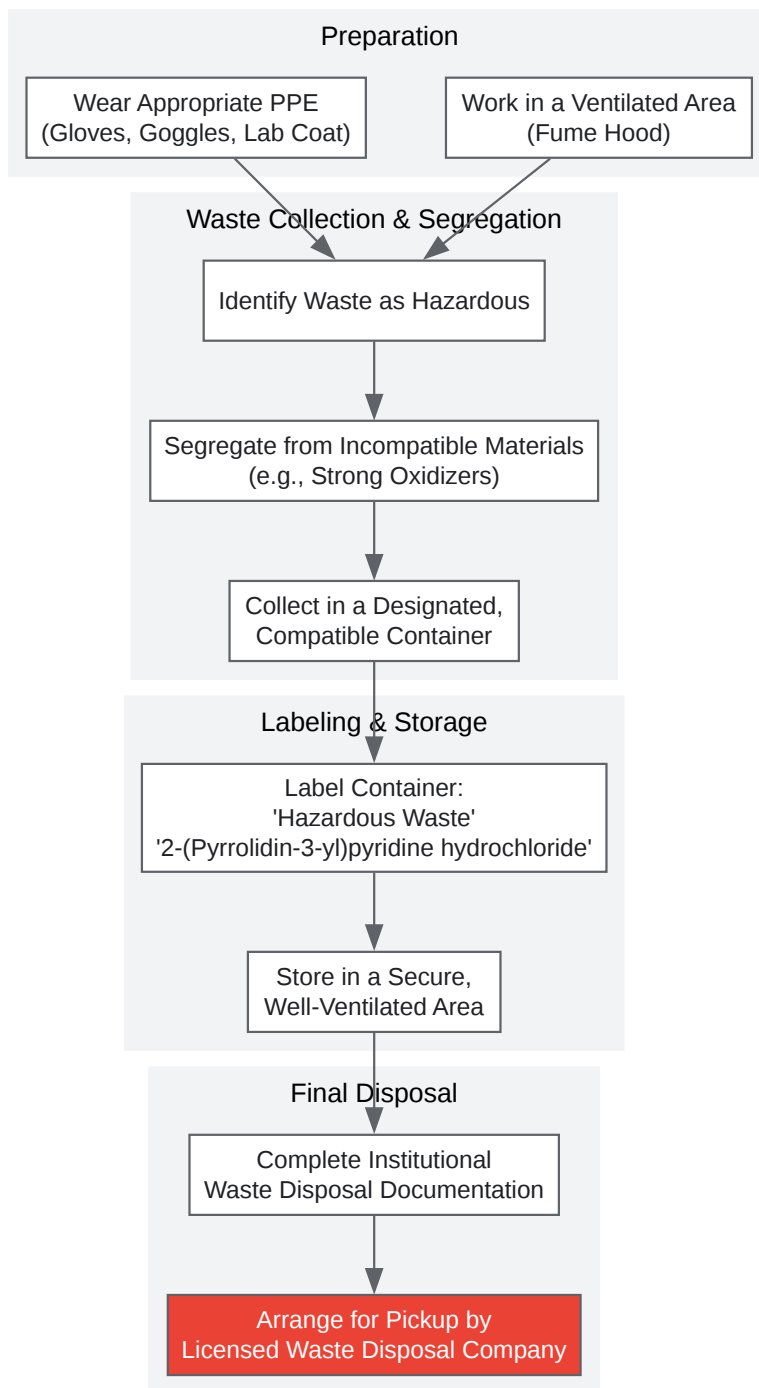 Preparation
Wear Appropriate PPE
(Gloves, Goggles, Lab Coat)
Work in a Ventilated Area
(Fume Hood)
Waste Collection & Segregation
Identify Waste as Hazardous
Segregate from Incompatible Materials
(e.g., Strong Oxidizers)
Collect in a Designated,
Compatible Container
Labeling & Storage
Label Container:
'Hazardous Waste'
'2-(Pyrrolidin-3-yl)pyridine hydrochloride'
Store in a Secure,
Well-Ventilated Area
Final Disposal
Complete Institutional
Waste Disposal Documentation
Arrange for Pickup by
Licensed Waste Disposal Company